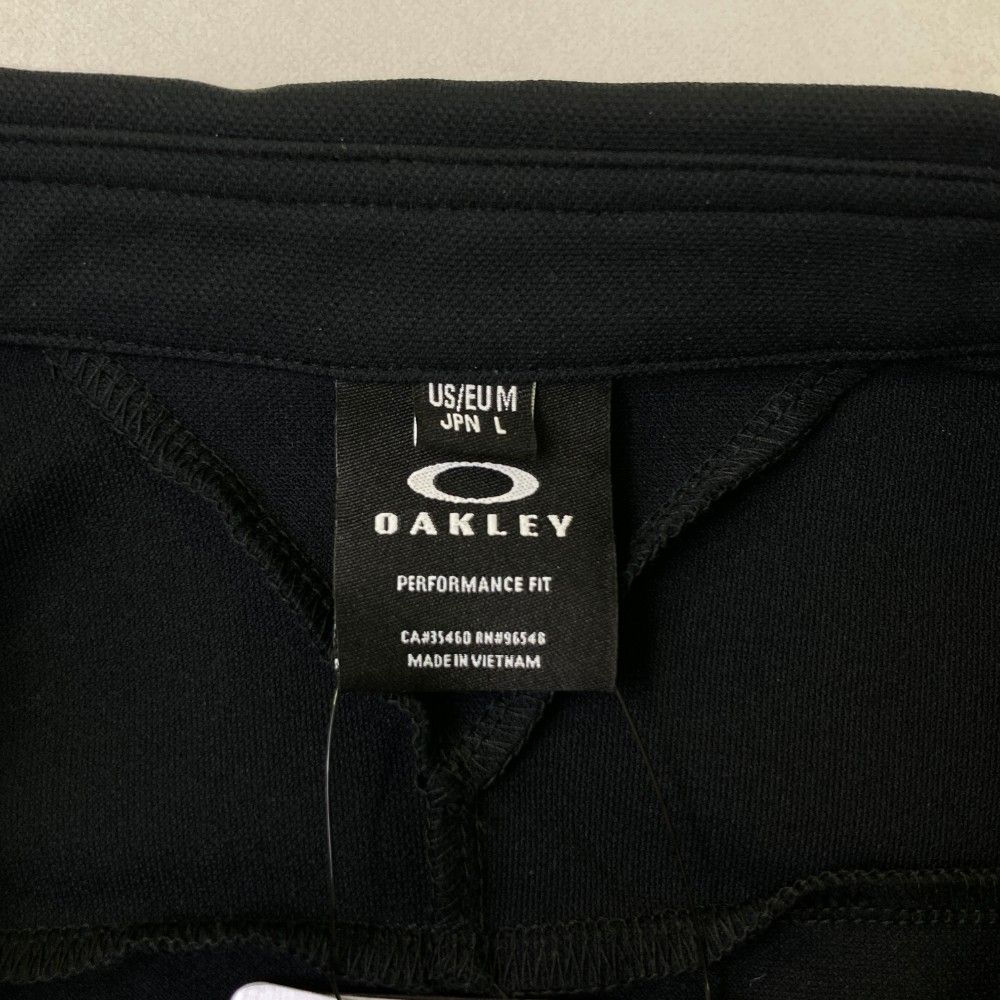 US/EU M
JPN L
OAKLEY
PERFORMANCE FIT
CA#35460 RN#96548
MADE IN VIETNAM